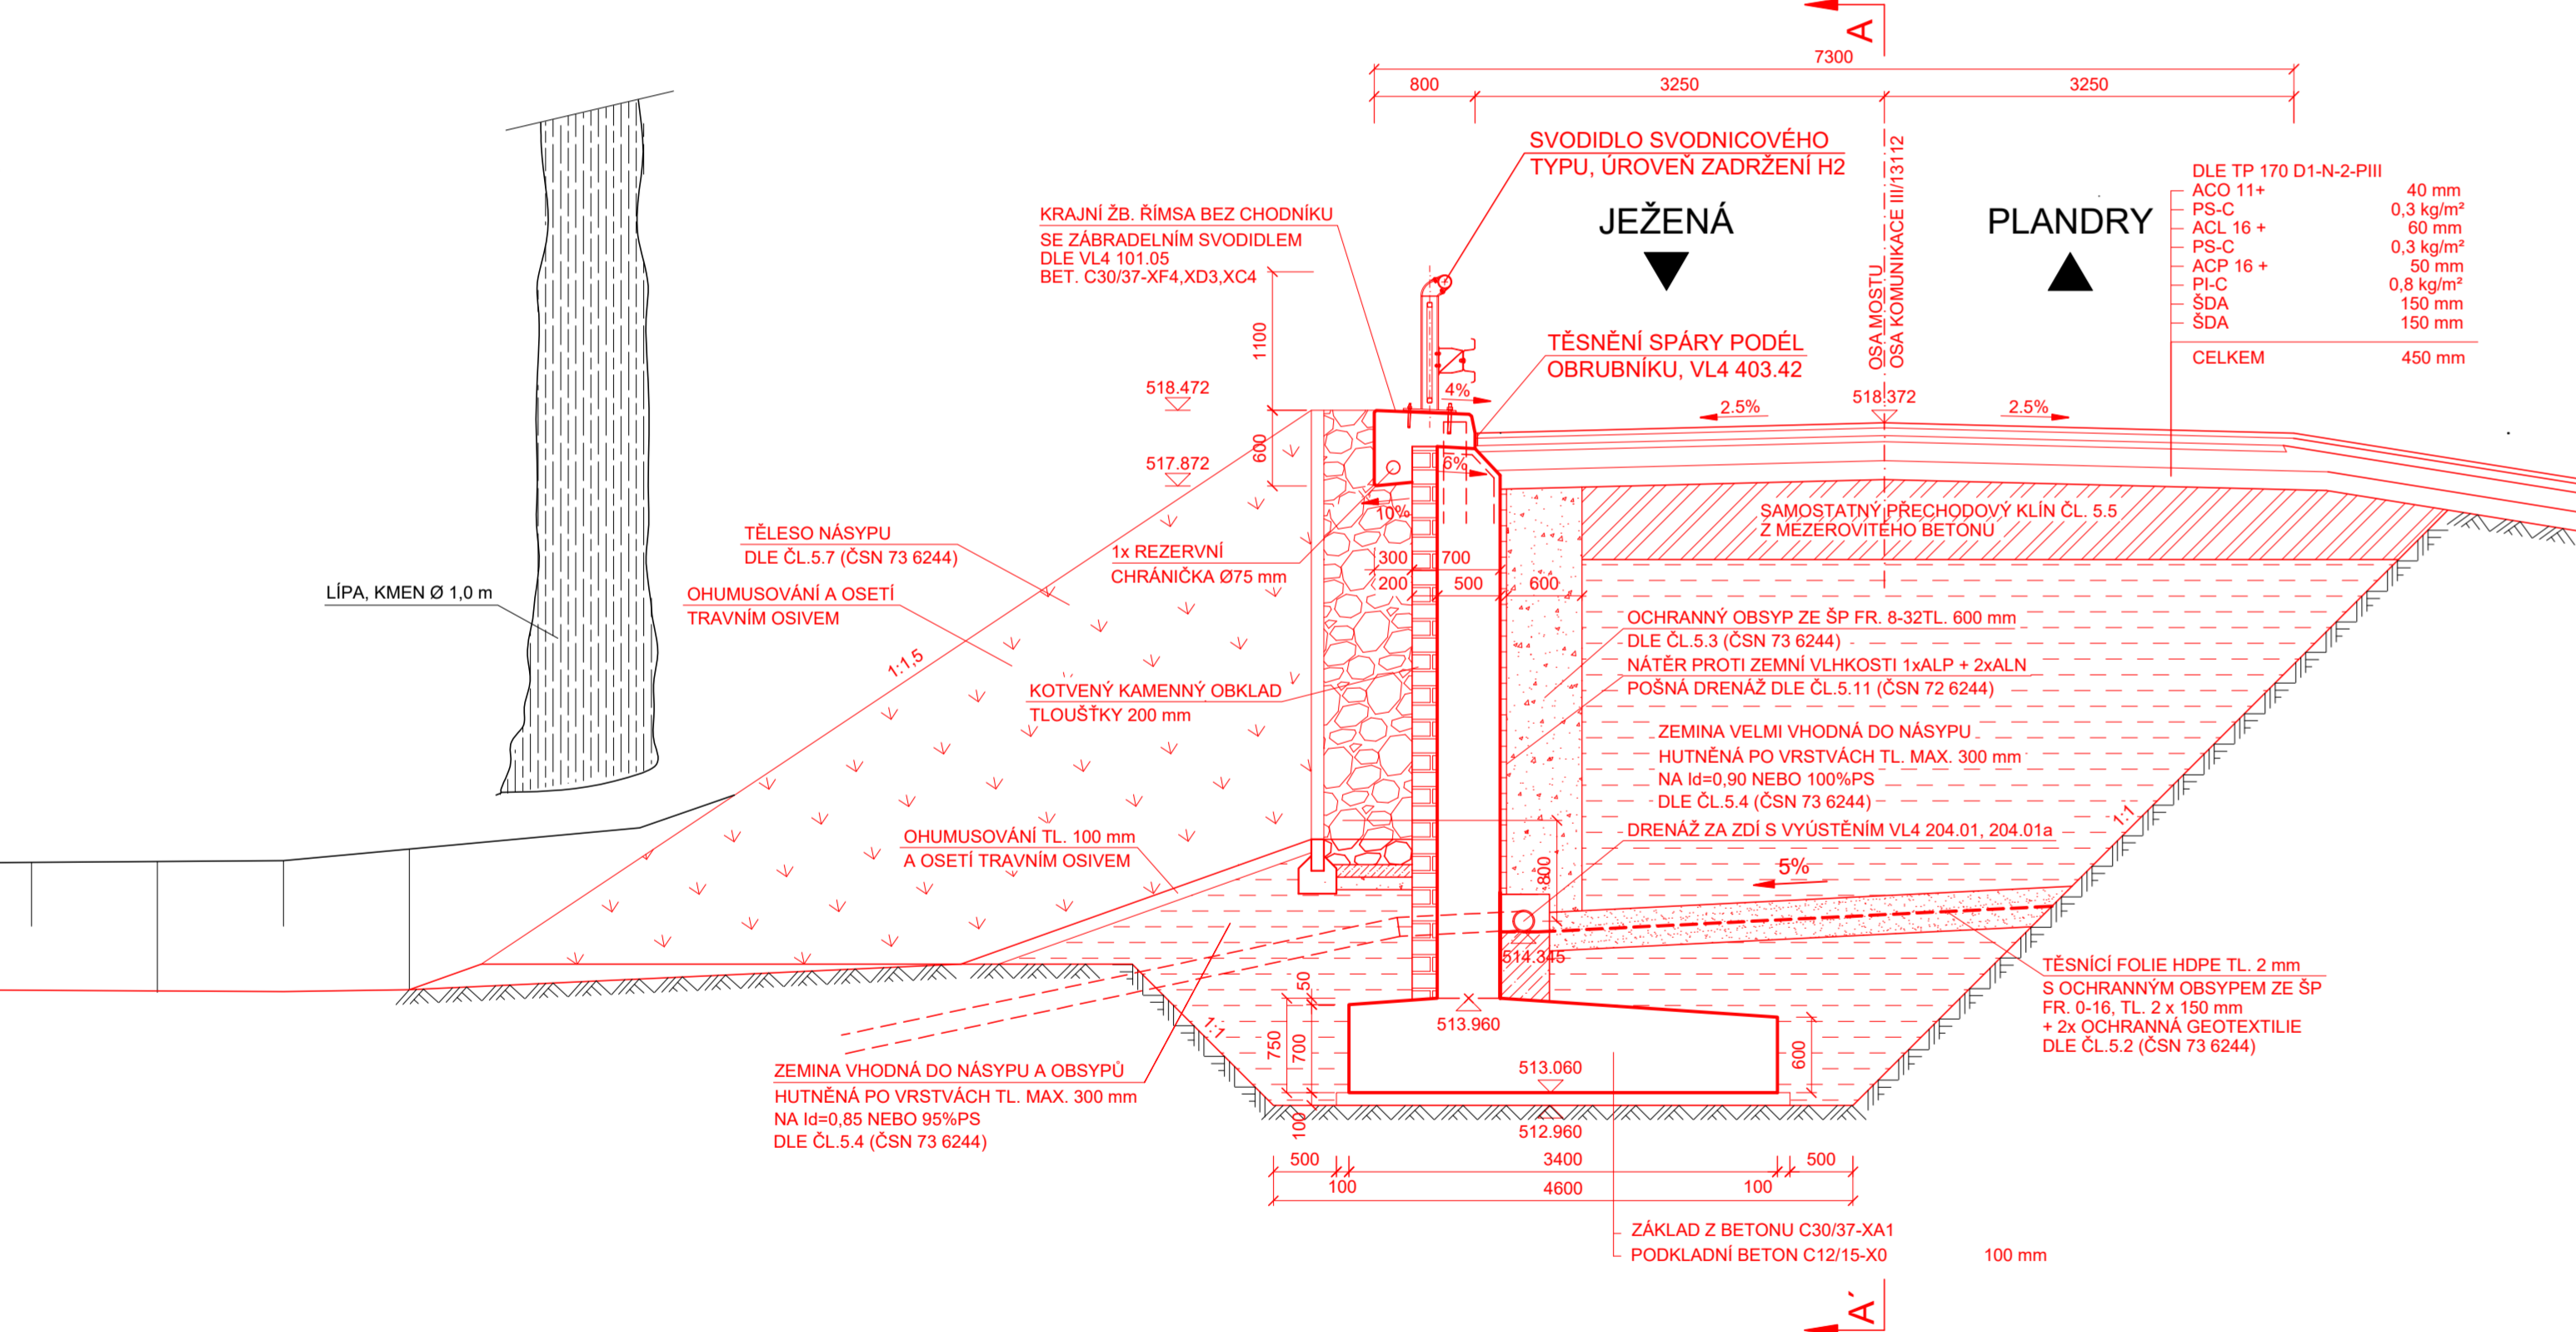 A
7300
800
3250
3250
SVODIDLO SVODNICOVÉHO
TYPU, ÚROVEŇ ZADRŽENÍ H2
OSA MOSTU
OSA KOMUNIKACE III/13112
JEŽENÁ
PLANDRY
DLE TP 170 D1-N-2-PIII
ACO 11+ 40 mm
PS-C 0,3 kg/m²
ACL 16 + 60 mm
PS-C 0,3 kg/m²
ACP 16 + 50 mm
PI-C 0,8 kg/m²
ŠDA 150 mm
ŠDA 150 mm
CELKEM 450 mm
KRAJNÍ ŽB. ŘÍMSA BEZ CHODNÍKU
SE ZÁBRADELNÍM SVODIDLEM
DLE VL4 101.05
BET. C30/37-XF4,XD3,XC4
1100
TĚSNĚNÍ SPÁRY PODÉL
OBRUBNÍKU, VL4 403.42
518.472
4%
2.5%
518.372
2.5%
600
517.872
6%
10%
SAMOSTATNÝ PŘECHODOVÝ KLÍN ČL. 5.5
Z MEZEROVITÉHO BETONU
TĚLESO NÁSYPU
DLE ČL.5.7 (ČSN 73 6244)
1x REZERVNÍ
CHRÁNIČKA Ø75 mm
300
700
200
500
600
LÍPA, KMEN Ø 1,0 m
OHUMUSOVÁNÍ A OSETÍ
TRAVNÍM OSIVEM
1:1,5
OCHRANNÝ OBSYP ZE ŠP FR. 8-32TL. 600 mm
DLE ČL.5.3 (ČSN 73 6244)
NÁTĚR PROTI ZEMNÍ VLHKOSTI 1xALP + 2xALN
POŠNÁ DRENÁŽ DLE ČL.5.11 (ČSN 72 6244)
KOTVENÝ KAMENNÝ OBKLAD
TLOUŠŤKY 200 mm
ZEMINA VELMI VHODNÁ DO NÁSYPU
HUTNĚNÁ PO VRSTVÁCH TL. MAX. 300 mm
NA Id=0,90 NEBO 100%PS
DLE ČL.5.4 (ČSN 73 6244)
1:1
OHUMUSOVÁNÍ TL. 100 mm
A OSETÍ TRAVNÍM OSIVEM
DRENÁŽ ZA ZDÍ S VYÚSTĚNÍM VL4 204.01, 204.01a
800
5%
514.345
TĚSNÍCÍ FOLIE HDPE TL. 2 mm
S OCHRANNÝM OBSYPEM ZE ŠP
FR. 0-16, TL. 2 x 150 mm
+ 2x OCHRANNÁ GEOTEXTILIE
DLE ČL.5.2 (ČSN 73 6244)
50
513.960
1:1
750
700
600
513.060
ZEMINA VHODNÁ DO NÁSYPU A OBSYPŮ
HUTNĚNÁ PO VRSTVÁCH TL. MAX. 300 mm
NA Id=0,85 NEBO 95%PS
DLE ČL.5.4 (ČSN 73 6244)
100
512.960
500
3400
500
100
4600
100
ZÁKLAD Z BETONU C30/37-XA1
PODKLADNÍ BETON C12/15-X0 100 mm
A´